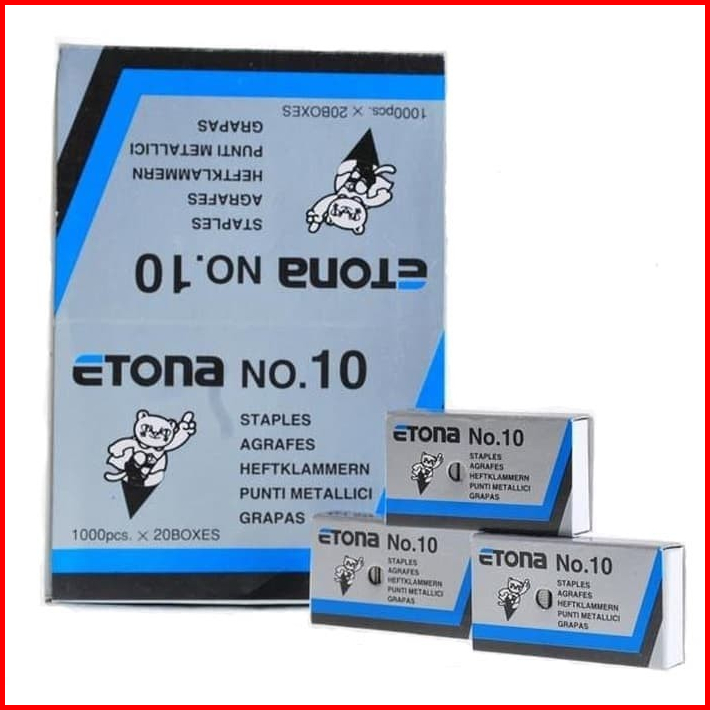 1000pcs. × 20BOXES
GRAPAS
PUNTI METALLICI
HEFTKLAMMERN
AGRAFES
STAPLES
ETONA NO.10
ETONA NO.10
STAPLES
AGRAFES
HEFTKLAMMERN
PUNTI METALLICI
GRAPAS
1000pcs. × 20BOXES
ETONA No.10
STAPLES
AGRAFES
HEFTKLAMMERN
PUNTI METALLICI
GRAPAS
ETONA No.10
STAPLES
AGRAFES
HEFTKLAMMERN
PUNTI METALLICI
GRAPAS
ETONA No.10
STAPLES
AGRAFES
HEFTKLAMMERN
PUNTI METALLICI
GRAPAS